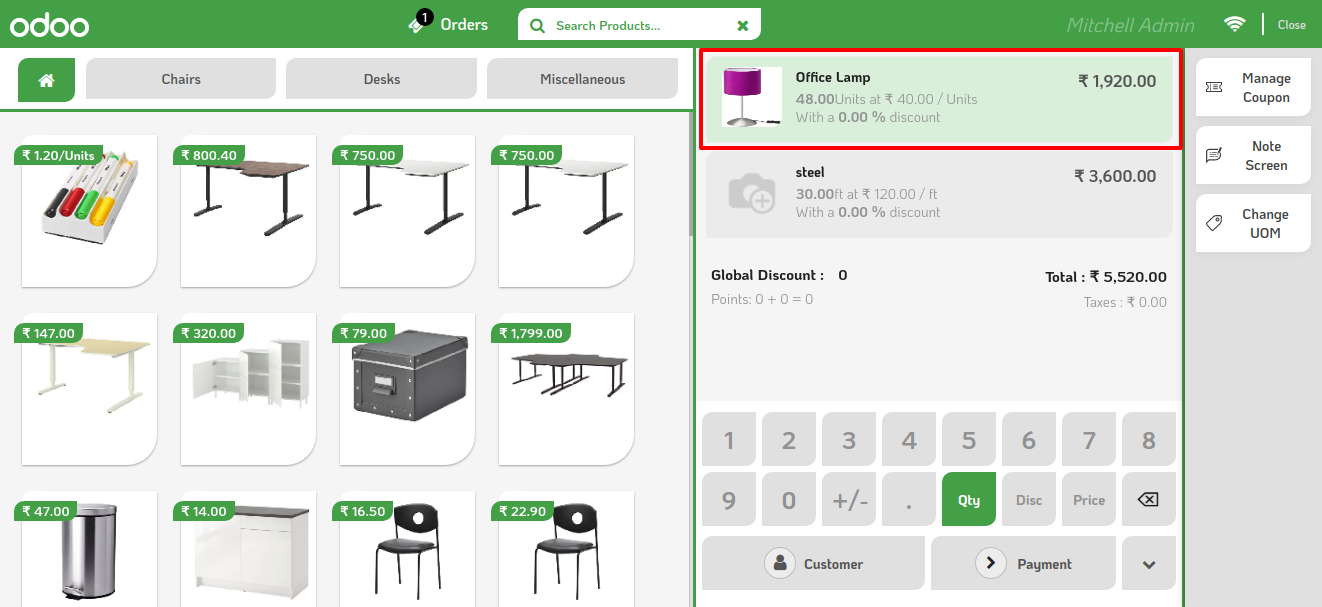 odoo
1
Orders
Search Products...
Mitchell Admin
Close
Chairs
Desks
Miscellaneous
₹ 1.20/Units
₹ 800.40
₹ 750.00
₹ 750.00
₹ 147.00
₹ 320.00
₹ 79.00
₹ 1,799.00
₹ 47.00
₹ 14.00
₹ 16.50
₹ 22.90
Office Lamp
₹ 1,920.00
48.00Units at ₹ 40.00 / Units
With a 0.00 % discount
steel
₹ 3,600.00
30.00ft at ₹ 120.00 / ft
With a 0.00 % discount
Global Discount : 0
Total : ₹ 5,520.00
Points: 0 + 0 = 0
Taxes : ₹ 0.00
1 2 3 4 5 6 7 8
9 0 +/- . Qty Disc Price
Customer
Payment
Manage
Coupon
Note
Screen
Change
UOM